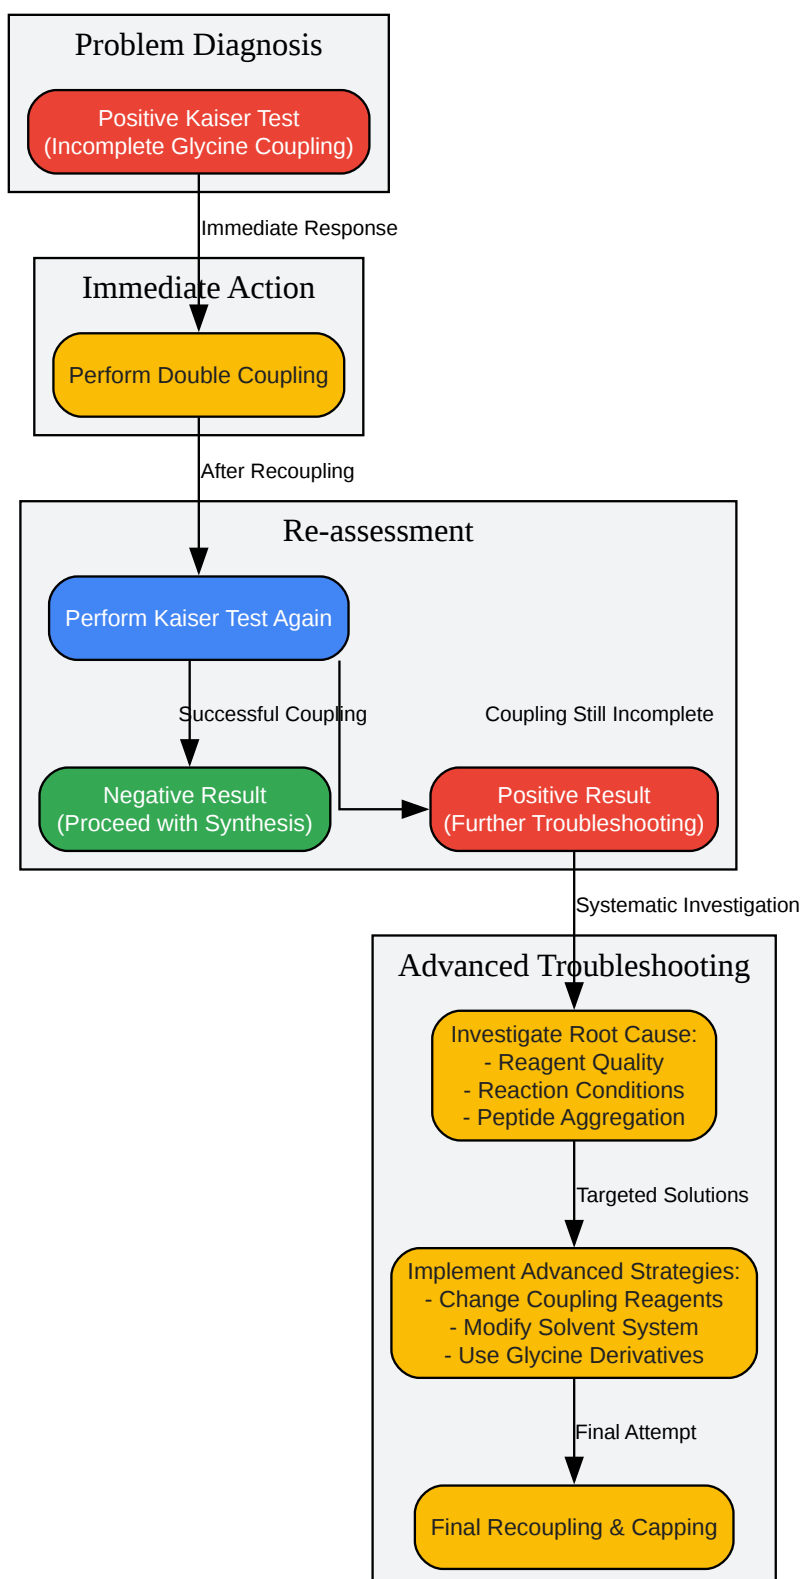 Problem Diagnosis
Positive Kaiser Test
(Incomplete Glycine Coupling)
Immediate Response
Immediate Action
Perform Double Coupling
After Recoupling
Re-assessment
Perform Kaiser Test Again
Successful Coupling
Coupling Still Incomplete
Negative Result
(Proceed with Synthesis)
Positive Result
(Further Troubleshooting)
Systematic Investigation
Advanced Troubleshooting
Investigate Root Cause:
- Reagent Quality
- Reaction Conditions
- Peptide Aggregation
Targeted Solutions
Implement Advanced Strategies:
- Change Coupling Reagents
- Modify Solvent System
- Use Glycine Derivatives
Final Attempt
Final Recoupling & Capping